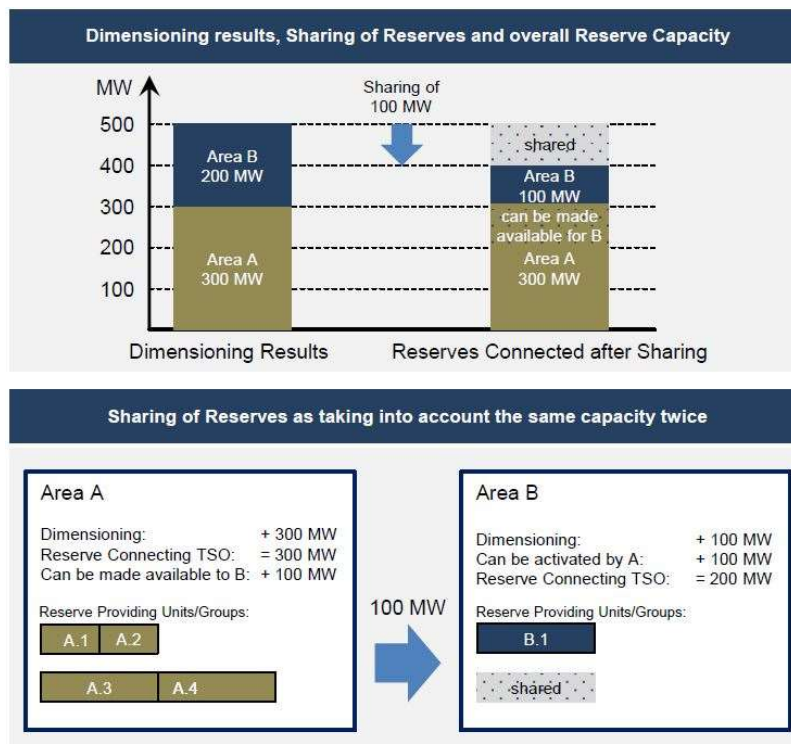 Dimensioning results, Sharing of Reserves and overall Reserve Capacity
MW
Sharing of
100 MW
500
400
300
200
100
Area B
200 MW
Area A
300 MW
shared
Area B
100 MW
can be made
available for B
Area A
300 MW
Dimensioning Results
Reserves Connected after Sharing
Sharing of Reserves as taking into account the same capacity twice
Area A
Dimensioning: + 300 MW
Reserve Connecting TSO: = 300 MW
Can be made available to B: + 100 MW
Reserve Providing Units/Groups:
A.1 A.2
A.3 A.4
100 MW
Area B
Dimensioning: + 100 MW
Can be activated by A: + 100 MW
Reserve Connecting TSO: = 200 MW
Reserve Providing Units/Groups:
B.1
shared